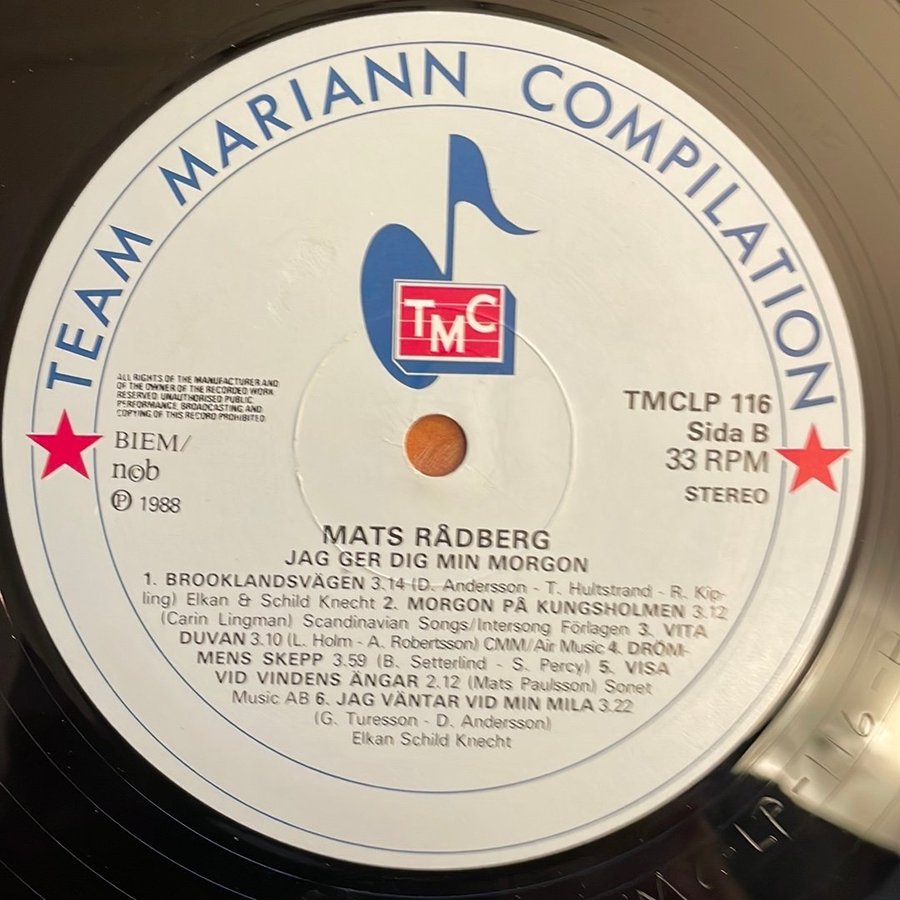 TEAM MARIANN COMPILATION
TMC
ALL RIGHTS OF THE MANUFACTURER AND
OF THE OWNER OF THE RECORDED WORK
RESERVED. UNAUTHORISED PUBLIC
PERFORMANCE, BROADCASTING AND
COPYING OF THIS RECORD PROHIBITED.
BIEM/
n©b
Ⓟ 1988
TMCLP 116
Sida B
33 RPM
STEREO
MATS RÅDBERG
JAG GER DIG MIN MORGON
1. BROOKLANDSVÄGEN 3.14 (D. Andersson - T. Hultstrand - R. Kip-
ling) Elkan & Schild Knecht 2. MORGON PÅ KUNGSHOLMEN 3.12
(Carin Lingman) Scandinavian Songs/Intersong Förlagen 3. VITA
DUVAN 3.10 (L. Holm - A. Robertsson) CMM/Air Music 4. DRÖM-
MENS SKEPP 3.59 (B. Setterlind - S. Percy) 5. VISA
VID VINDENS ÄNGAR 2.12 (Mats Paulsson) Sonet
Music AB 6. JAG VÄNTAR VID MIN MILA 3.22
(G. Turesson - D. Andersson)
Elkan Schild Knecht